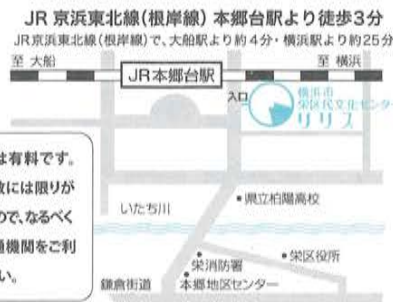 JR 京浜東北線(根岸線) 本郷台駅より徒歩3分
JR京浜東北線(根岸線)で、大船駅より約4分・横浜駅より約25分
至 大船
至 横浜
JR本郷台駅
入口
横浜市
栄区民文化センター
リリス
は有料です。
数には限りが
ので、なるべく
通機関をご利
い。
いたち川
県立柏陽高校
栄消防署
栄区役所
鎌倉街道
本郷地区センター